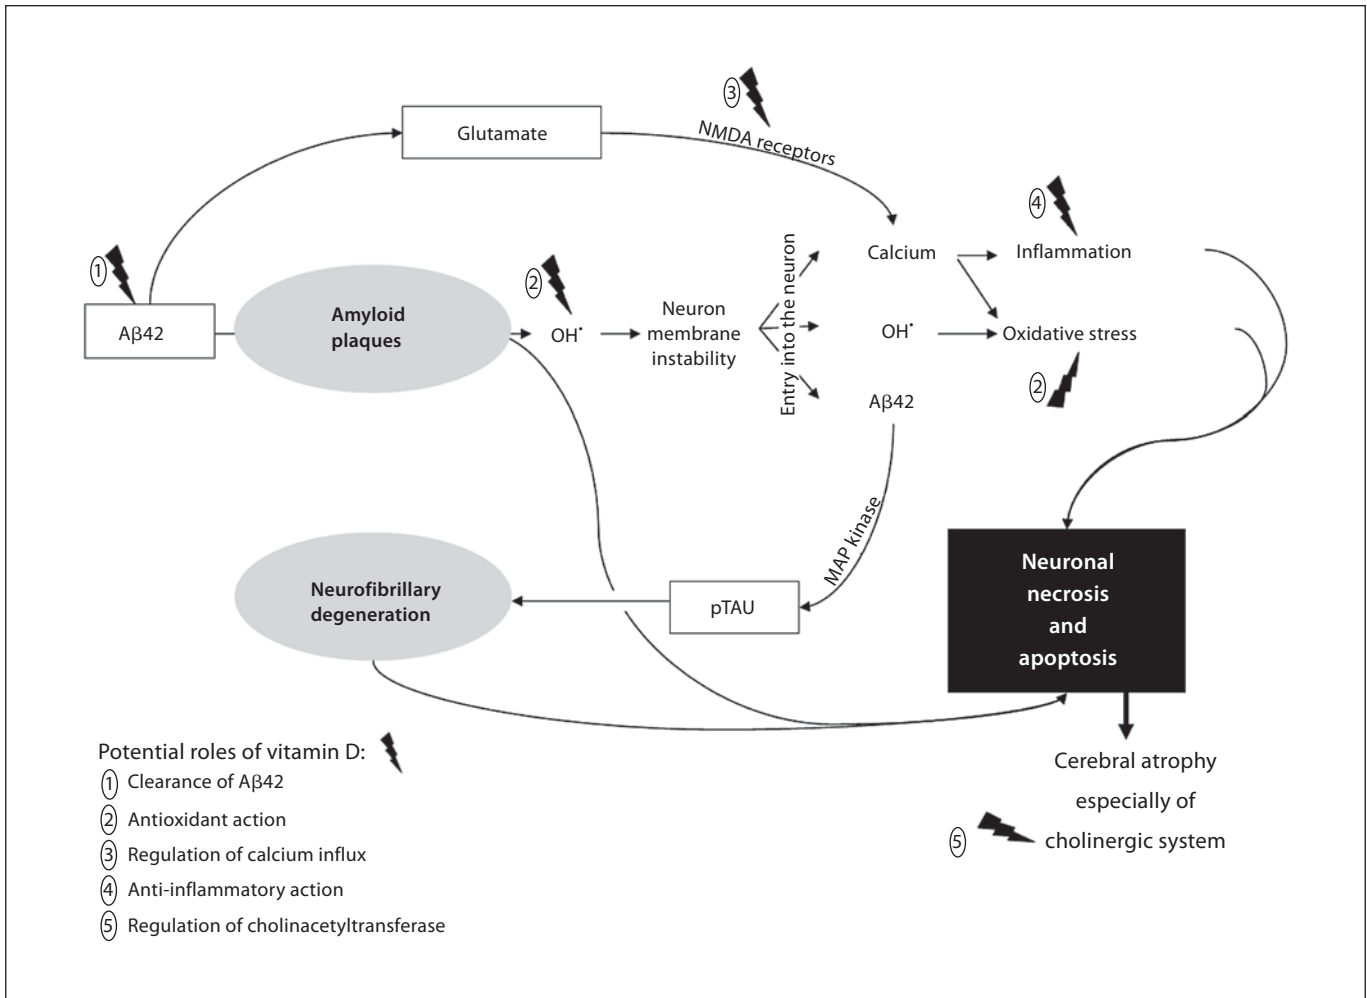 ③
NMDA receptors
Glutamate
④
①
②
Entry into the neuron
Calcium
Inflammation
Aβ42
Amyloid
plaques
OH•
Neuron
membrane
instability
OH•
Oxidative stress
②
Aβ42
MAP kinase
Neurofibrillary
degeneration
pTAU
Neuronal
necrosis
and
apoptosis
Cerebral atrophy
especially of
⑤ cholinergic system
Potential roles of vitamin D:
① Clearance of Aβ42
② Antioxidant action
③ Regulation of calcium influx
④ Anti-inflammatory action
⑤ Regulation of cholinacetyltransferase